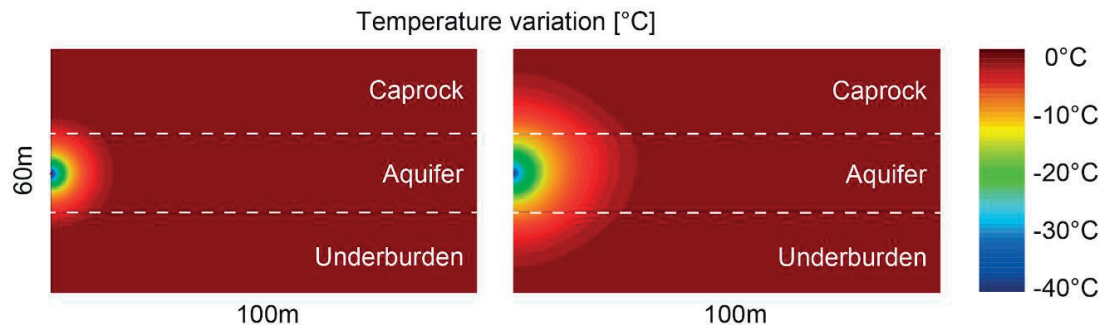 Temperature variation [°C]
60m
Caprock
Aquifer
Underburden
100m
Caprock
Aquifer
Underburden
100m
0°C
-10°C
-20°C
-30°C
-40°C